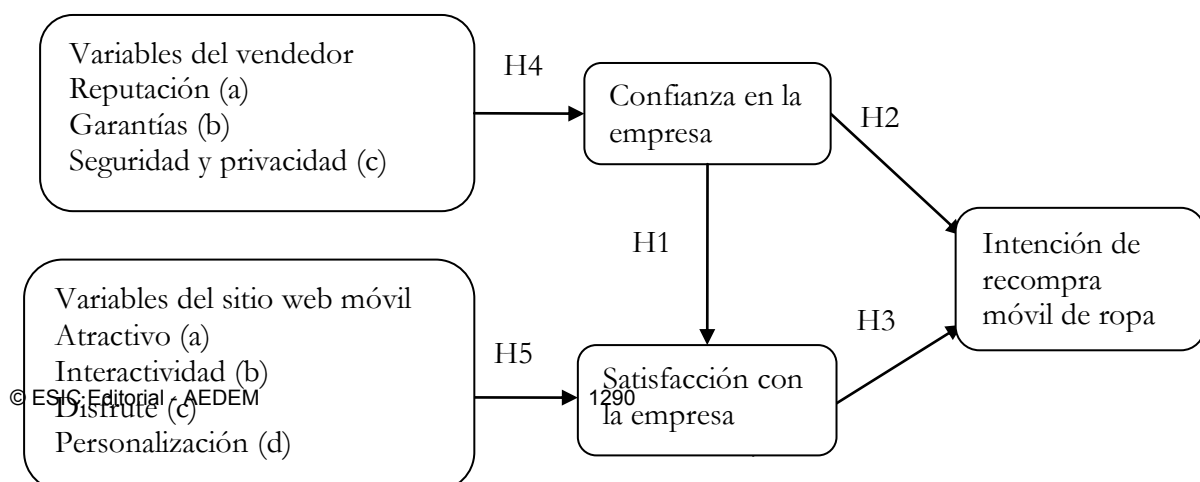 Variables del vendedor
Reputación (a)
Garantías (b)
Seguridad y privacidad (c)
H4
Confianza en la
empresa
H2
H1
Intención de
recompra
móvil de ropa
Variables del sitio web móvil
Atractivo (a)
Interactividad (b)
Disfrute (c)
Personalización (d)
H5
Satisfacción con
la empresa
H3
© ESIC Editorial - AEDEM
1290